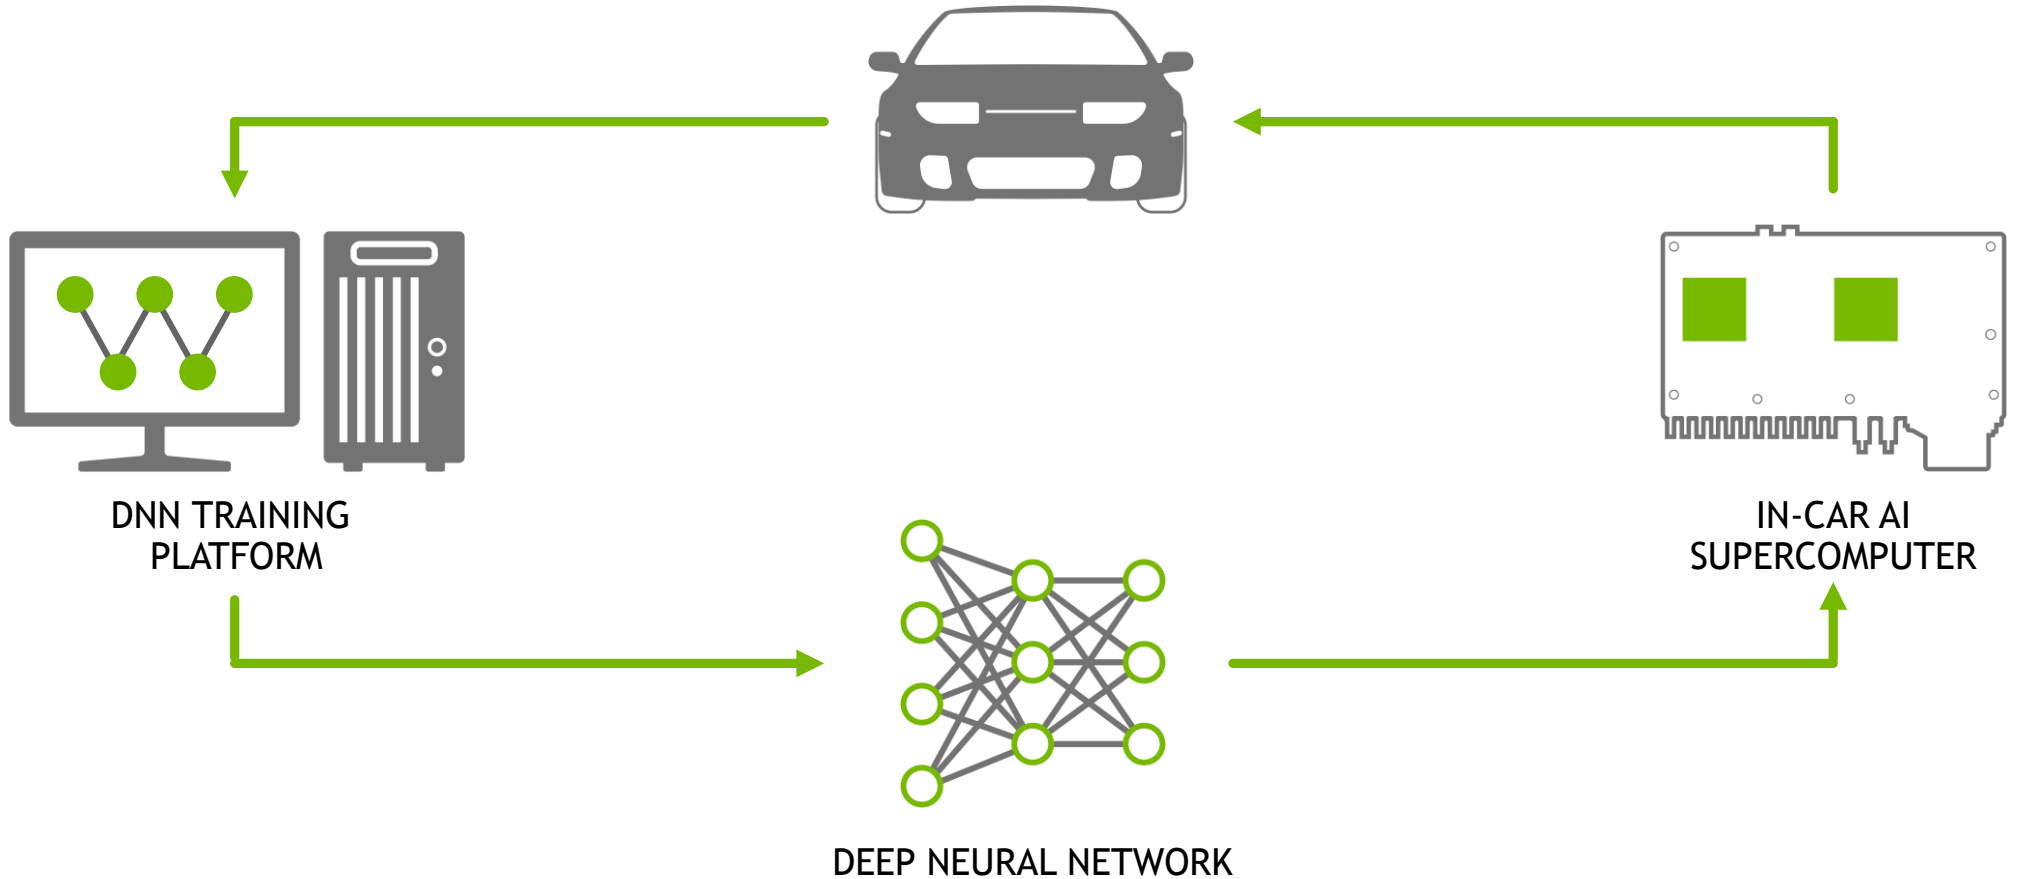 DNN TRAINING
PLATFORM
IN-CAR AI
SUPERCOMPUTER
DEEP NEURAL NETWORK